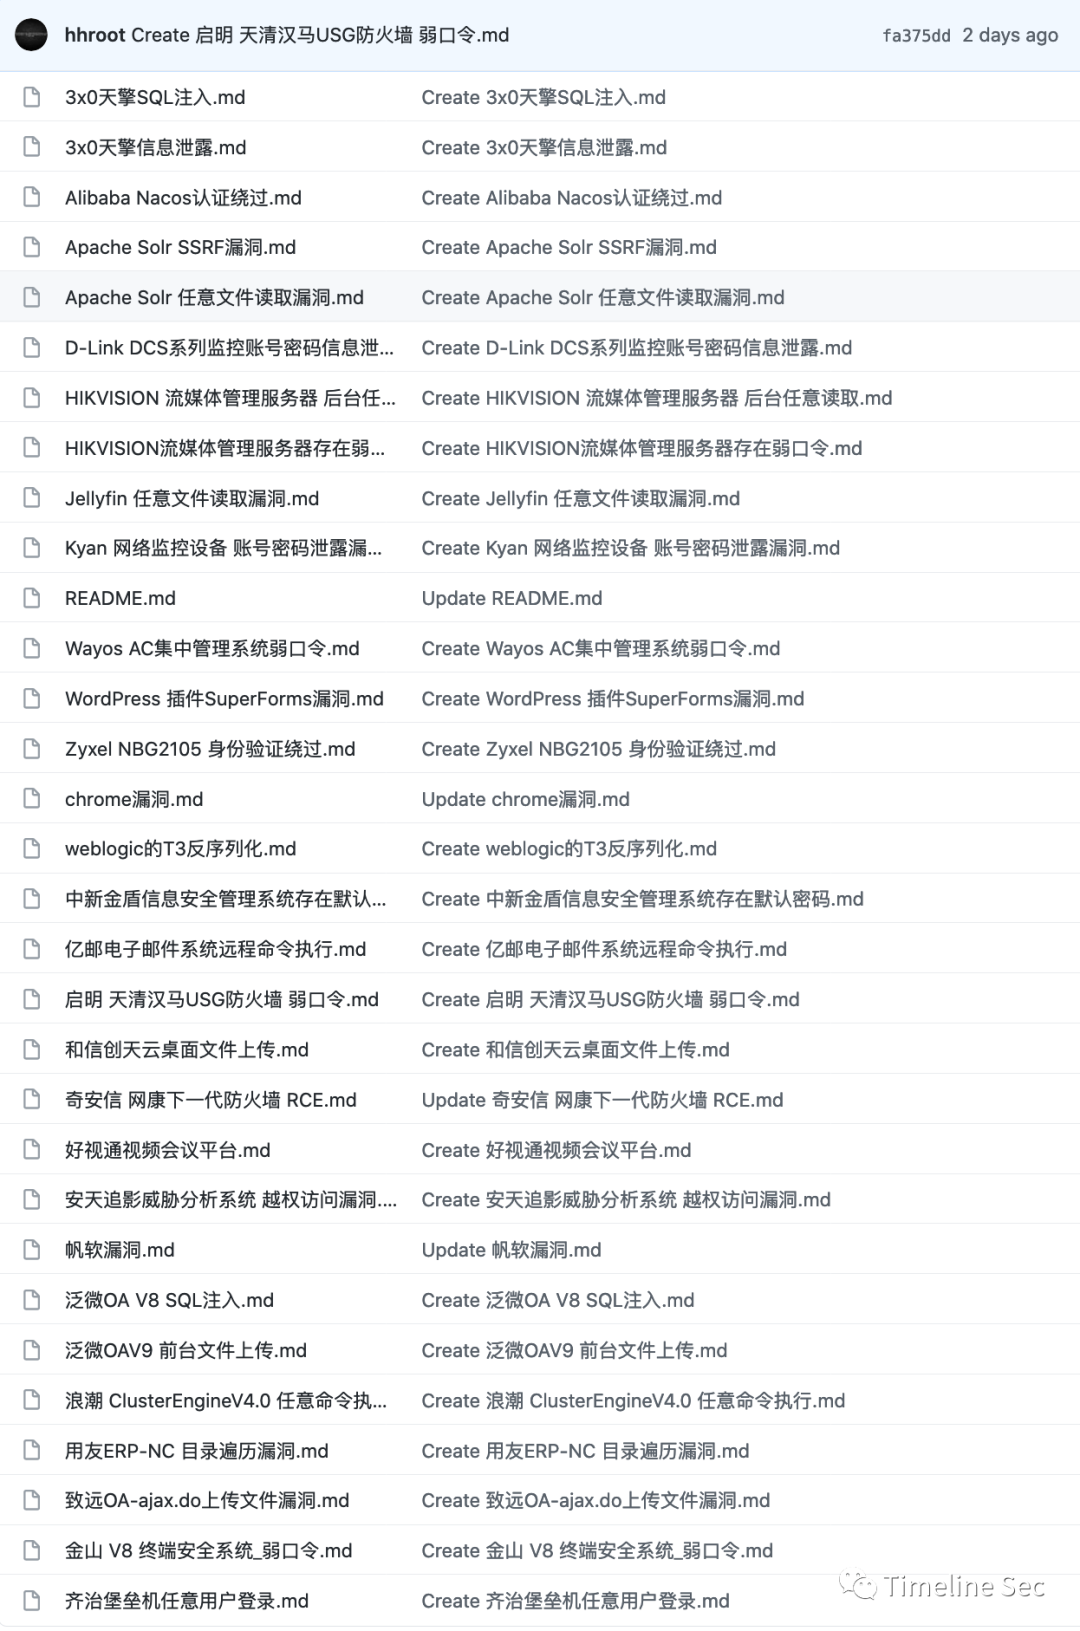 hhroot Create 启明 天清汉马USG防火墙 弱口令.md fa375dd 2 days ago
3x0天擎SQL注入.md Create 3x0天擎SQL注入.md
3x0天擎信息泄露.md Create 3x0天擎信息泄露.md
Alibaba Nacos认证绕过.md Create Alibaba Nacos认证绕过.md
Apache Solr SSRF漏洞.md Create Apache Solr SSRF漏洞.md
Apache Solr 任意文件读取漏洞.md Create Apache Solr 任意文件读取漏洞.md
D-Link DCS系列监控账号密码信息泄... Create D-Link DCS系列监控账号密码信息泄露.md
HIKVISION 流媒体管理服务器 后台任... Create HIKVISION 流媒体管理服务器 后台任意读取.md
HIKVISION流媒体管理服务器存在弱... Create HIKVISION流媒体管理服务器存在弱口令.md
Jellyfin 任意文件读取漏洞.md Create Jellyfin 任意文件读取漏洞.md
Kyan 网络监控设备 账号密码泄露漏... Create Kyan 网络监控设备 账号密码泄露漏洞.md
README.md Update README.md
Wayos AC集中管理系统弱口令.md Create Wayos AC集中管理系统弱口令.md
WordPress 插件SuperForms漏洞.md Create WordPress 插件SuperForms漏洞.md
Zyxel NBG2105 身份验证绕过.md Create Zyxel NBG2105 身份验证绕过.md
chrome漏洞.md Update chrome漏洞.md
weblogic的T3反序列化.md Create weblogic的T3反序列化.md
中新金盾信息安全管理系统存在默认... Create 中新金盾信息安全管理系统存在默认密码.md
亿邮电子邮件系统远程命令执行.md Create 亿邮电子邮件系统远程命令执行.md
启明 天清汉马USG防火墙 弱口令.md Create 启明 天清汉马USG防火墙 弱口令.md
和信创天云桌面文件上传.md Create 和信创天云桌面文件上传.md
奇安信 网康下一代防火墙 RCE.md Update 奇安信 网康下一代防火墙 RCE.md
好视通视频会议平台.md Create 好视通视频会议平台.md
安天追影威胁分析系统 越权访问漏洞.... Create 安天追影威胁分析系统 越权访问漏洞.md
帆软漏洞.md Update 帆软漏洞.md
泛微OA V8 SQL注入.md Create 泛微OA V8 SQL注入.md
泛微OAV9 前台文件上传.md Create 泛微OAV9 前台文件上传.md
浪潮 ClusterEngineV4.0 任意命令执... Create 浪潮 ClusterEngineV4.0 任意命令执行.md
用友ERP-NC 目录遍历漏洞.md Create 用友ERP-NC 目录遍历漏洞.md
致远OA-ajax.do上传文件漏洞.md Create 致远OA-ajax.do上传文件漏洞.md
金山 V8 终端安全系统_弱口令.md Create 金山 V8 终端安全系统_弱口令.md
齐治堡垒机任意用户登录.md Create 齐治堡垒机任意用户登录.md
Timeline Sec